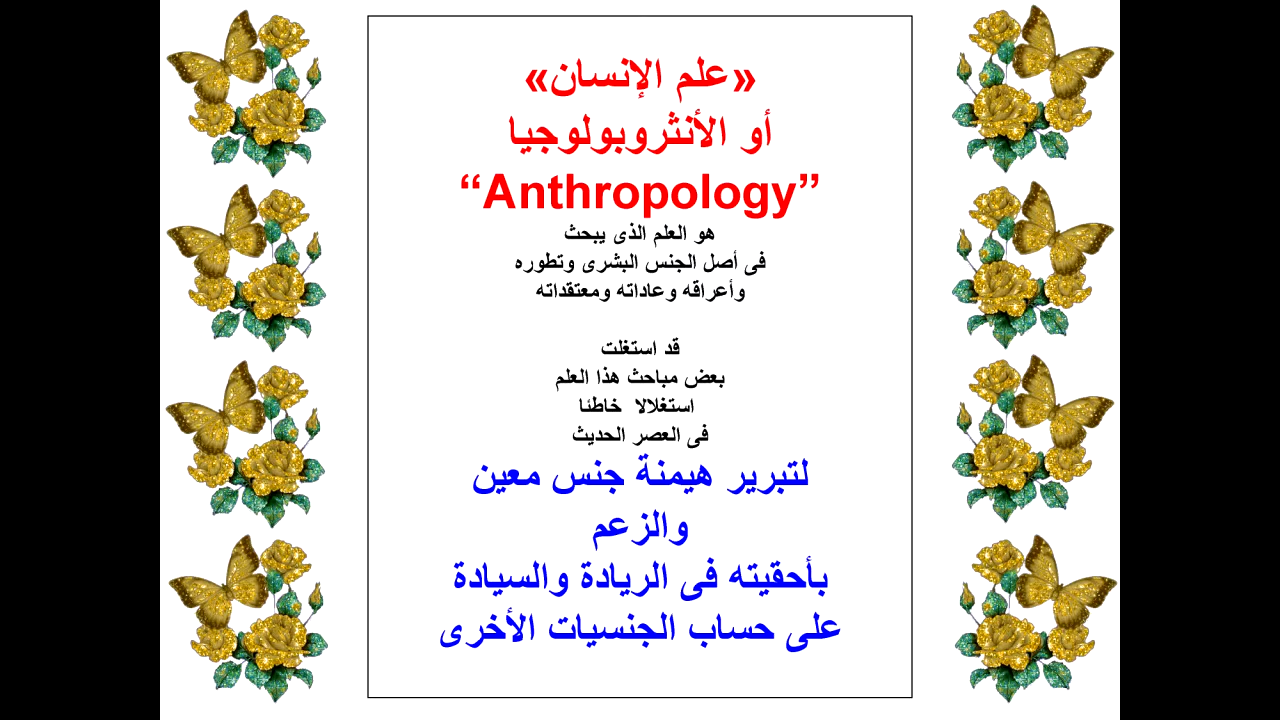 «علم الإنسان»
أو الأنثروبولوجيا
“Anthropology”
هو العلم الذى يبحث
فى أصل الجنس البشرى وتطوره
وأعراقه وعاداته ومعتقداته
قد استغلت
بعض مباحث هذا العلم
استغلالا خاطئا
فى العصر الحديث
لتبرير هيمنة جنس معين
والزعم
بأحقيته فى الريادة والسيادة
على حساب الجنسيات الأخرى